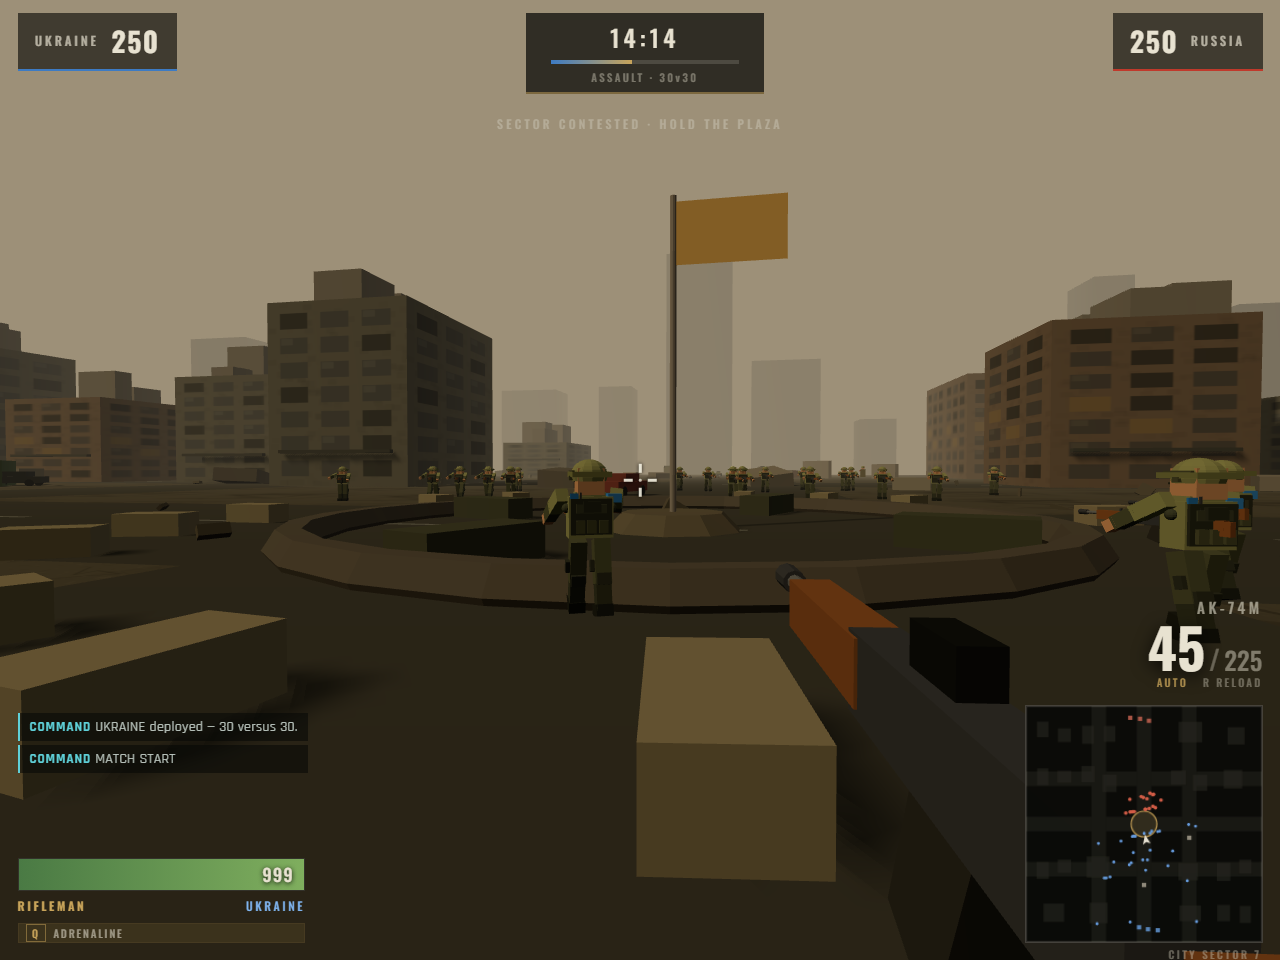 UKRAINE 250
14:14
ASSAULT · 30v30
250 RUSSIA
SECTOR CONTESTED · HOLD THE PLAZA
AK-74M
45 / 225
AUTO R RELOAD
COMMAND UKRAINE deployed — 30 versus 30.
COMMAND MATCH START
999
RIFLEMAN UKRAINE
Q ADRENALINE
CITY SECTOR 7